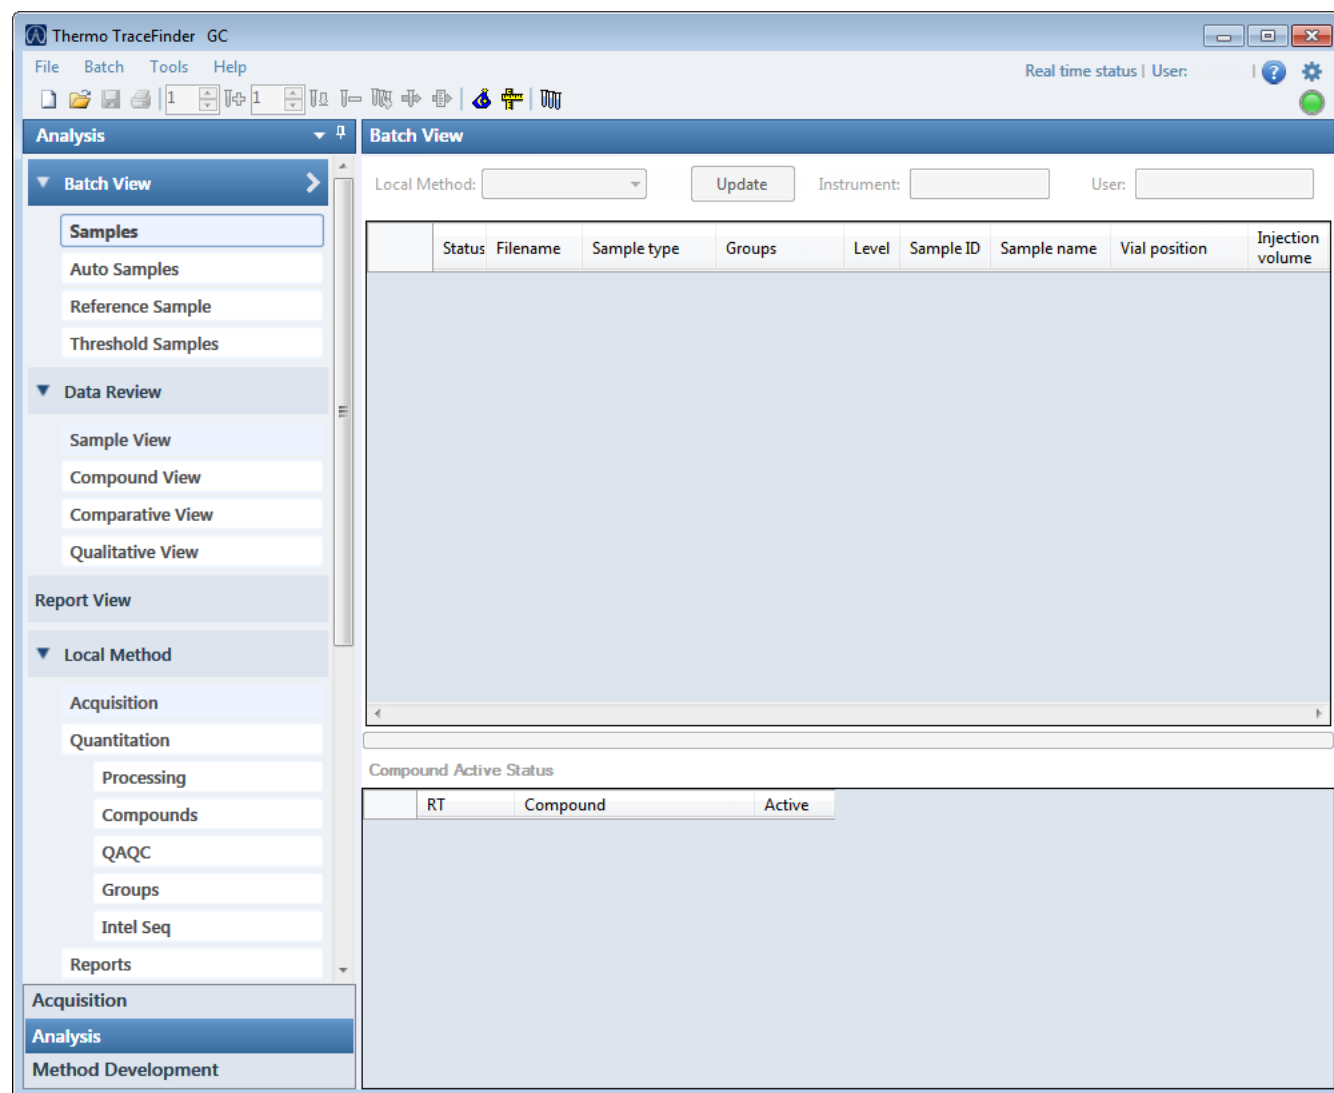 Thermo TraceFinder GC
File Batch Tools Help
Real time status | User:
1 1
Analysis
Batch View
Samples
Auto Samples
Reference Sample
Threshold Samples
Data Review
Sample View
Compound View
Comparative View
Qualitative View
Report View
Local Method
Acquisition
Quantitation
Processing
Compounds
QAQC
Groups
Intel Seq
Reports
Acquisition
Analysis
Method Development
Batch View
Local Method: Update Instrument: User:
Status Filename Sample type Groups Level Sample ID Sample name Vial position Injection volume
Compound Active Status
RT Compound Active